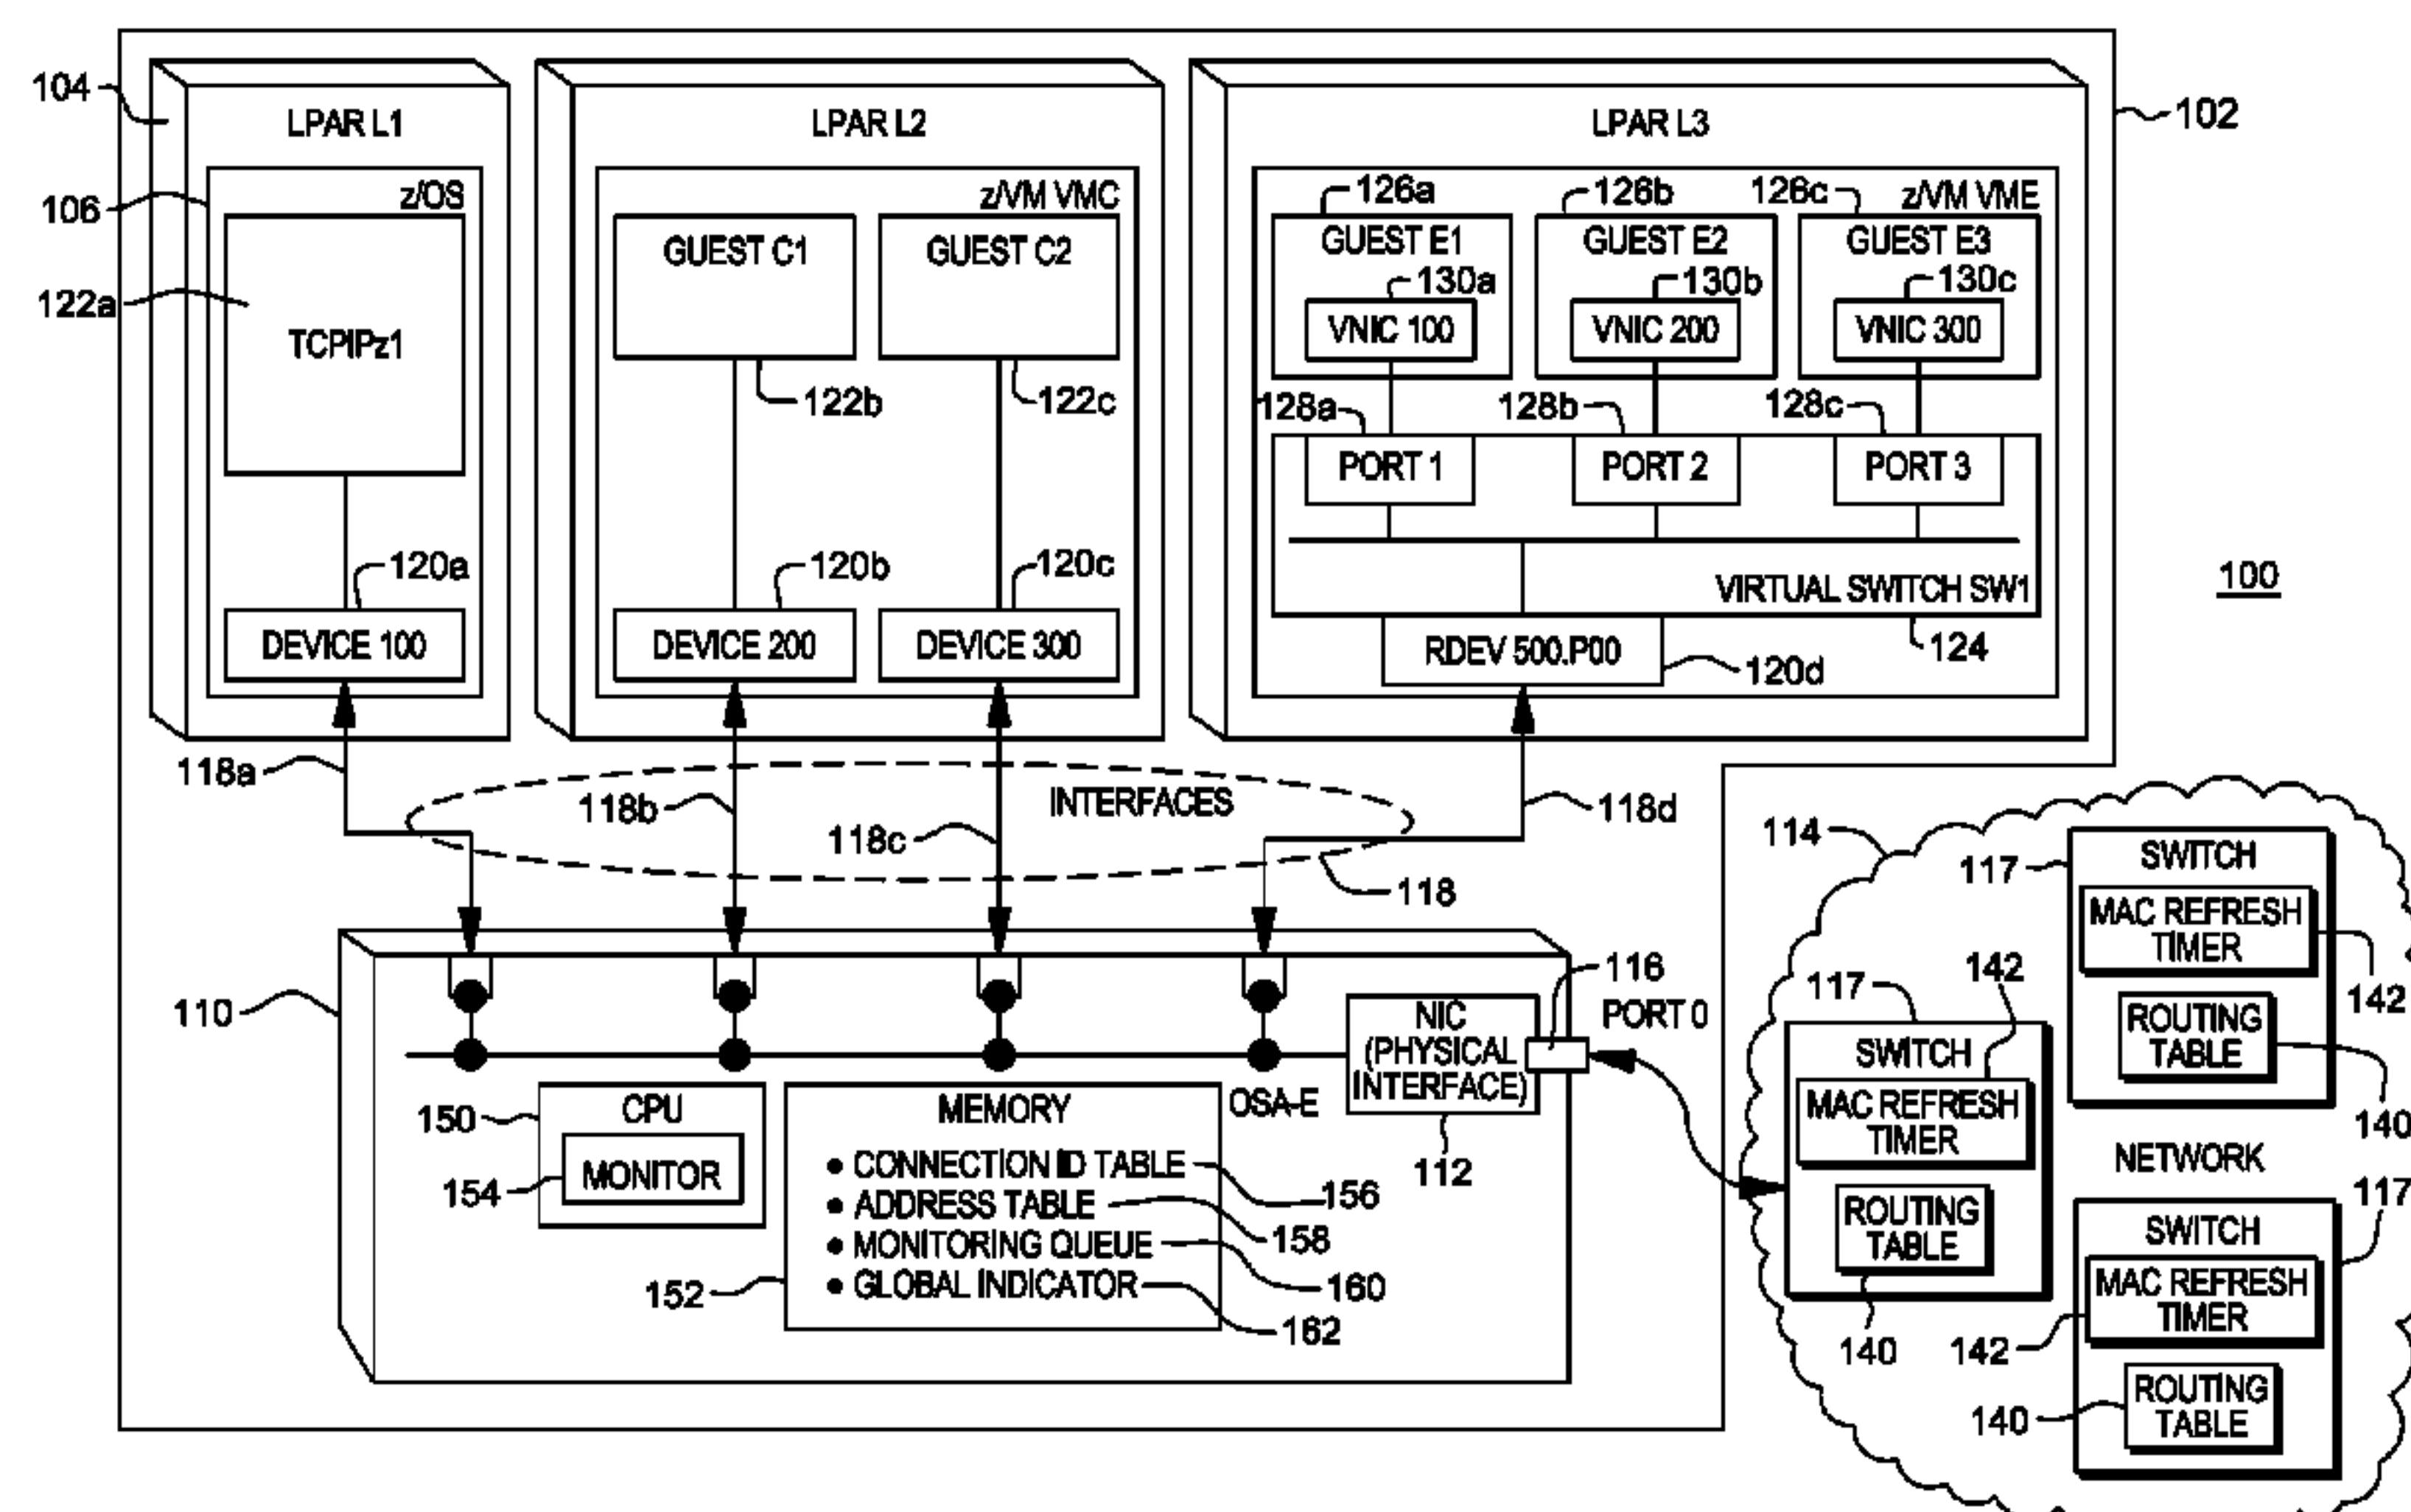 104
LPAR L1
LPAR L2
LPAR L3
102
106
z/OS
z/VM VMC
126a
126b
126c
z/VM VME
GUEST C1
GUEST C2
GUEST E1
GUEST E2
GUEST E3
130a
130b
130c
122a
TCPIPz1
VNIC 100
VNIC 200
VNIC 300
122b
122c
128a
128b
128c
PORT 1
PORT 2
PORT 3
120a
120b
120c
100
VIRTUAL SWITCH SW1
DEVICE 100
DEVICE 200
DEVICE 300
RDEV 500.P00
120d
124
118a
118b
INTERFACES
118c
118d
118
114
117
SWITCH
MAC REFRESH
TIMER
142
ROUTING
TABLE
140
110
116
PORT 0
NIC
(PHYSICAL
INTERFACE)
112
OSA-E
117
142
SWITCH
MAC REFRESH
TIMER
ROUTING
TABLE
140
NETWORK
150
CPU
154
MONITOR
MEMORY
• CONNECTION ID TABLE
156
• ADDRESS TABLE
158
• MONITORING QUEUE
160
• GLOBAL INDICATOR
162
152
117
SWITCH
MAC REFRESH
TIMER
142
ROUTING
TABLE
140